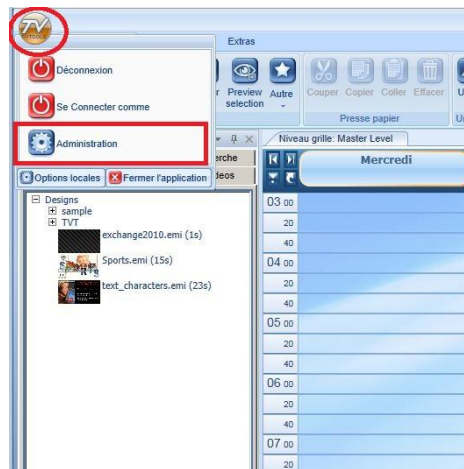 TV
TVTOOLS
Extras
Déconnexion
Se Connecter comme
Administration
Options locales
Fermer l'application
Preview selection
Autre
Couper
Copier
Coller
Effacer
Presse papier
Niveau grille: Master Level
Mercredi
Designs
sample
TVT
exchange2010.emi (1s)
Sports.emi (15s)
text_characters.emi (23s)
03 00
20
40
04 00
20
40
05 00
20
40
06 00
20
40
07 00
20